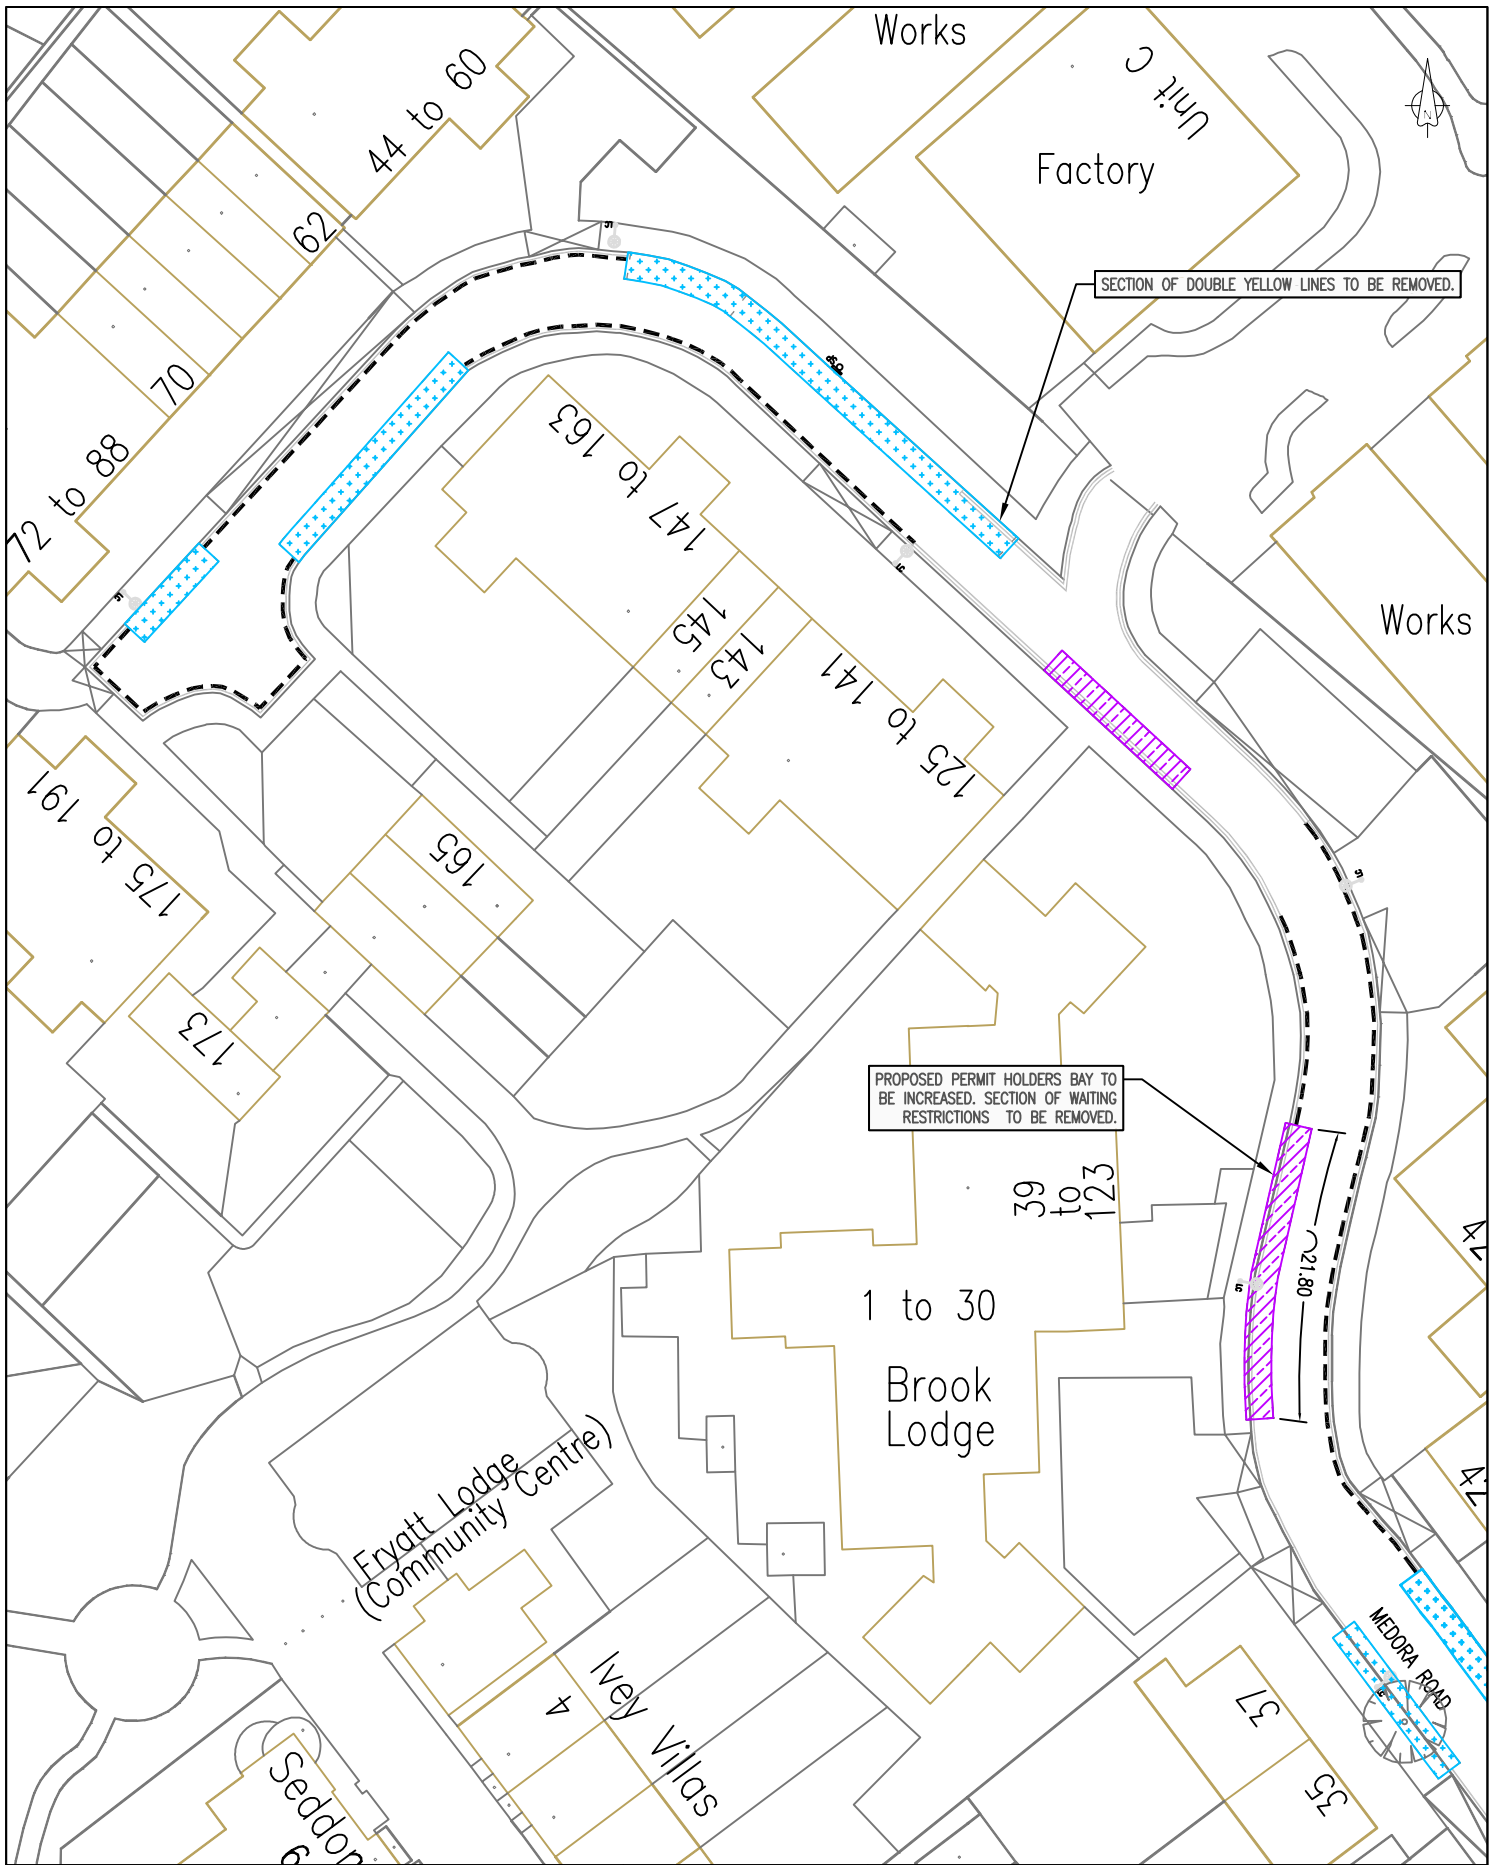 Works
Unit C
N
44 to 60
Factory
62
SECTION OF DOUBLE YELLOW LINES TO BE REMOVED.
70
147 to 163
72 to 88
145
143
Works
125 to 141
175 to 191
165
173
PROPOSED PERMIT HOLDERS BAY TO
BE INCREASED. SECTION OF WAITING
RESTRICTIONS TO BE REMOVED.
39
to
123
21.80
1 to 30
Brook
Lodge
Fryatt Lodge
(Community Centre)
MEDORA ROAD
4
Ivey Villas
37
35